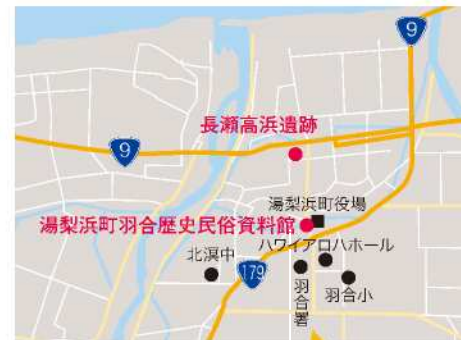 9
長瀬高浜遺跡
9
湯梨浜町役場
湯梨浜町羽合歴史民俗資料館
ハワイアロハホール
北溟中
179
羽合署
羽合小